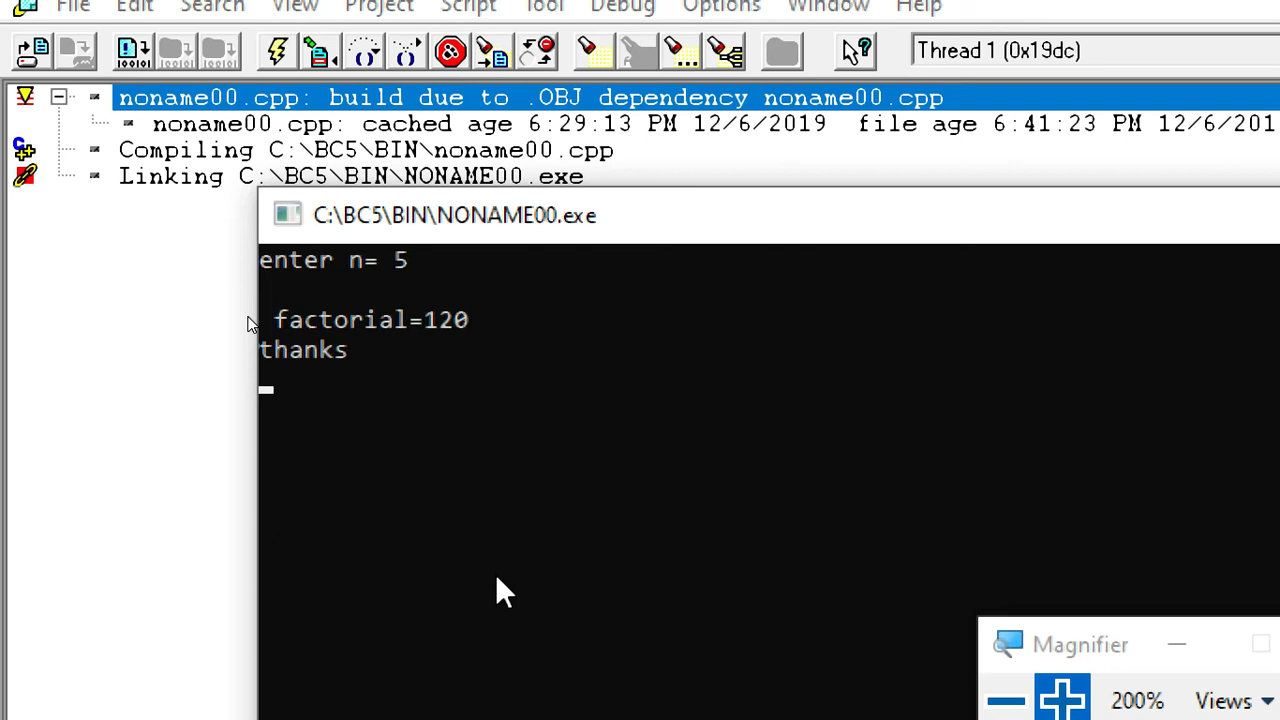 File Edit Search View Project Script Tool Debug Options Window Help
Thread 1 (0x19dc)
noname00.cpp: build due to .OBJ dependency noname00.cpp
noname00.cpp: cached age 6:29:13 PM 12/6/2019 file age 6:41:23 PM 12/6/201
Compiling C:\BC5\BIN\noname00.cpp
Linking C:\BC5\BIN\NONAME00.exe
C:\BC5\BIN\NONAME00.exe
enter n= 5
factorial=120
thanks
Magnifier
200% Views